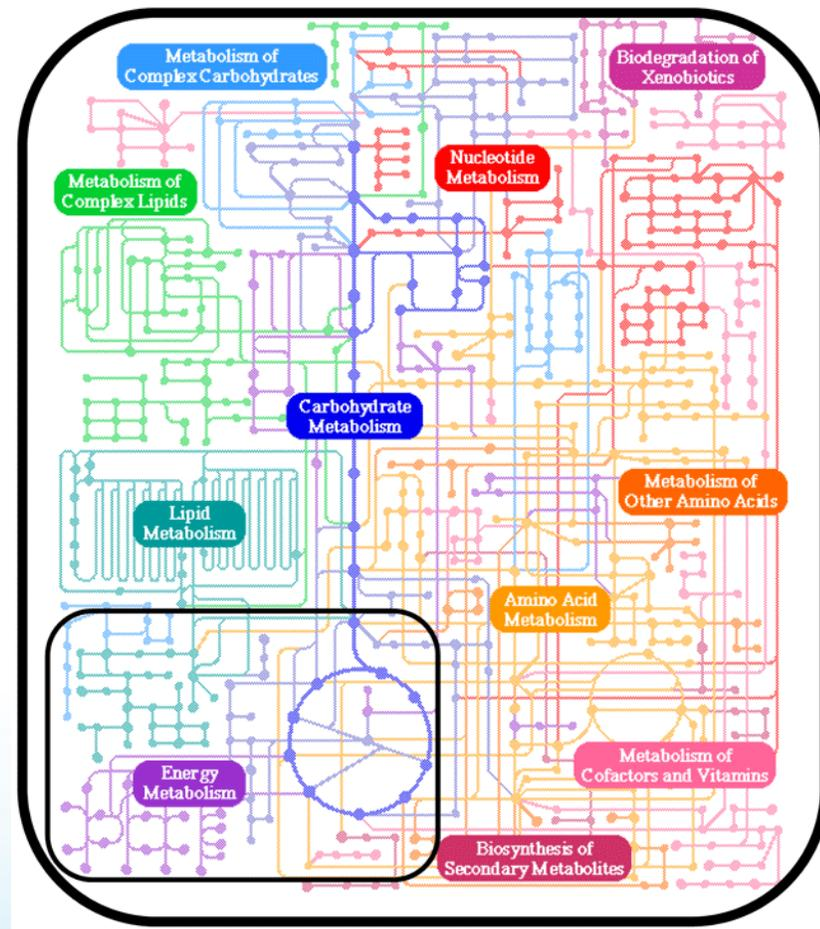 Metabolism of
Complex Carbohydrates
Biodegradation of
Xenobiotics
Nucleotide
Metabolism
Metabolism of
Complex Lipids
Carbohydrate
Metabolism
Metabolism of
Other Amino Acids
Lipid
Metabolism
Amino Acid
Metabolism
Metabolism of
Cofactors and Vitamins
Energy
Metabolism
Biosynthesis of
Secondary Metabolites